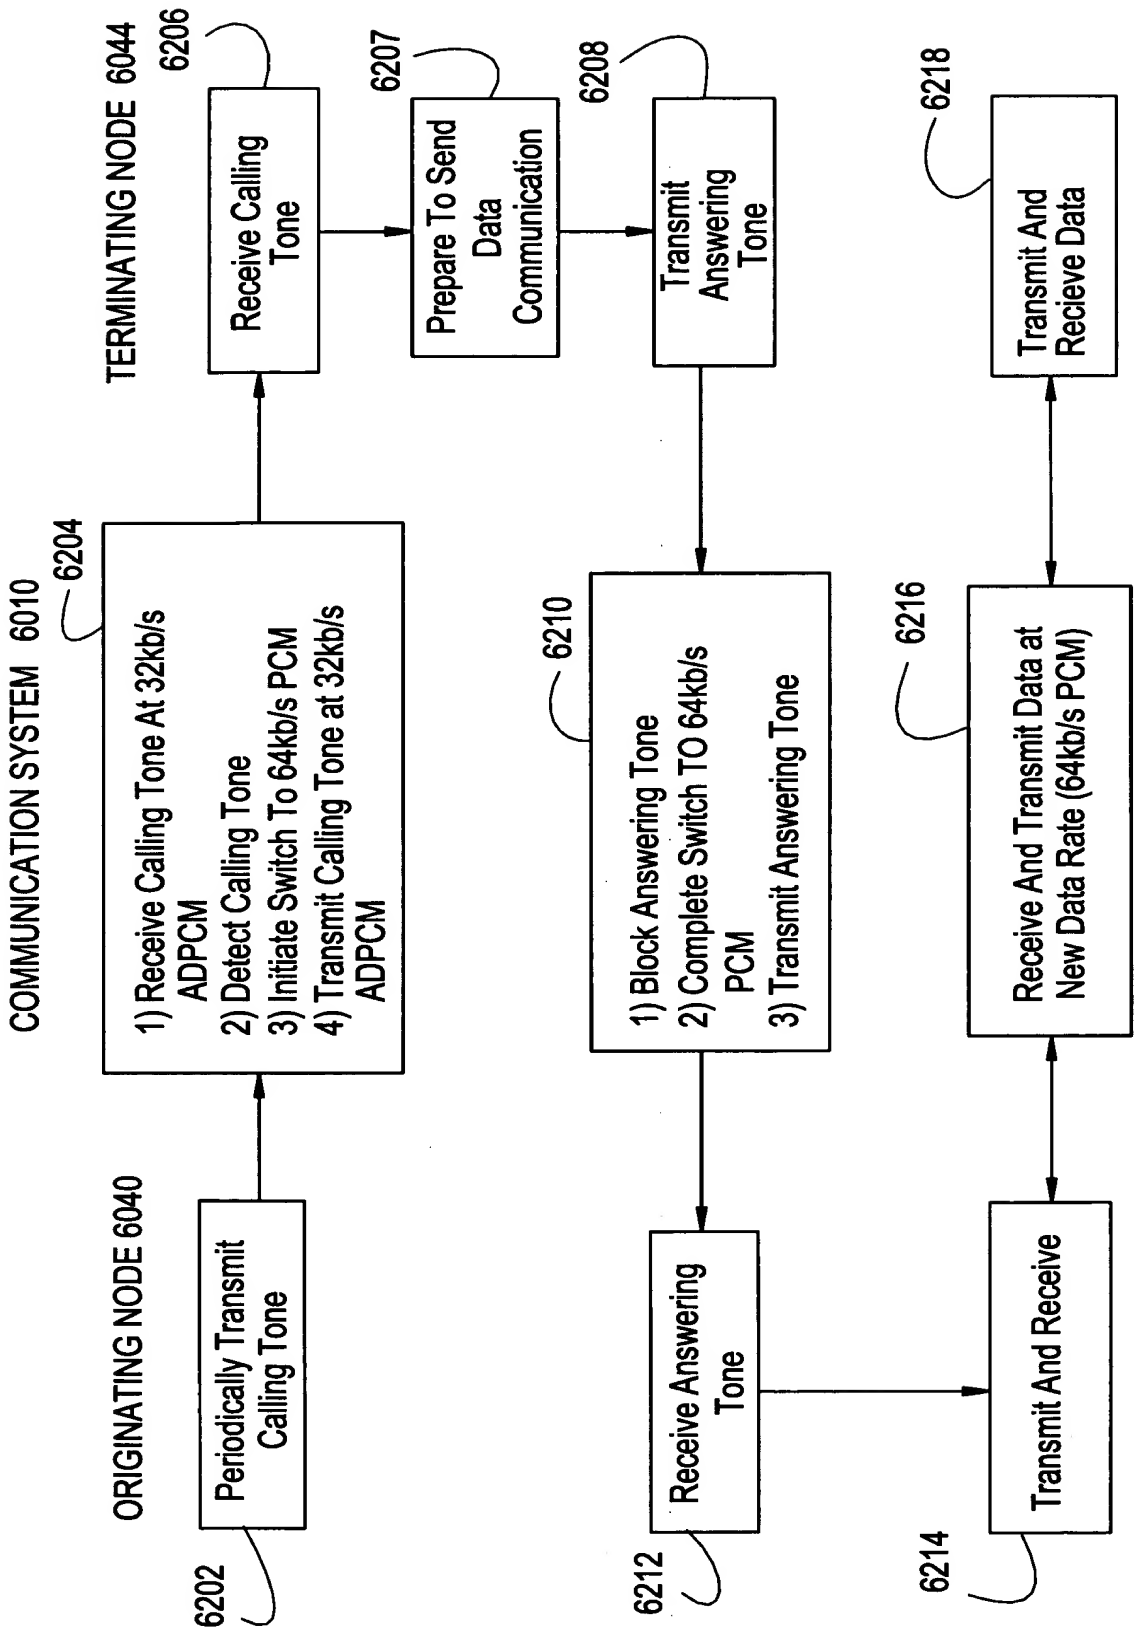 COMMUNICATION SYSTEM 6010
ORIGINATING NODE 6040
TERMINATING NODE 6044
6202
Periodically Transmit
Calling Tone
6204
1) Receive Calling Tone At 32kb/s
ADPCM
2) Detect Calling Tone
3) Initiate Switch To 64kb/s PCM
4) Transmit Calling Tone at 32kb/s
ADPCM
6206
Receive Calling
Tone
6207
Prepare To Send
Data
Communication
6208
Transmit
Answering
Tone
6210
1) Block Answering Tone
2) Complete Switch TO 64kb/s
PCM
3) Transmit Answering Tone
6212
Receive Answering
Tone
6214
Transmit And Receive
6216
Receive And Transmit Data at
New Data Rate (64kb/s PCM)
6218
Transmit And
Recieve Data